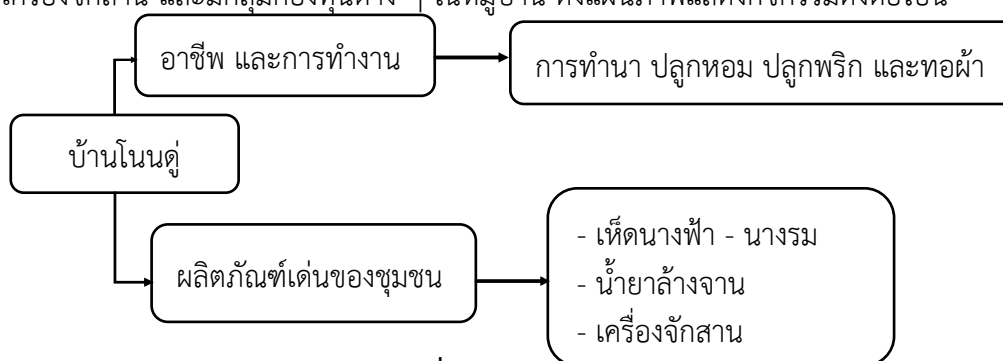 อาชีพ และการทำงาน
การทำนา ปลูกหอม ปลูกพริก และทอผ้า
บ้านโนนดู่
ผลิตภัณฑ์เด่นของชุมชน
- เห็ดนางฟ้า - นางรม
- น้ำยาล้างจาน
- เครื่องจักสาน